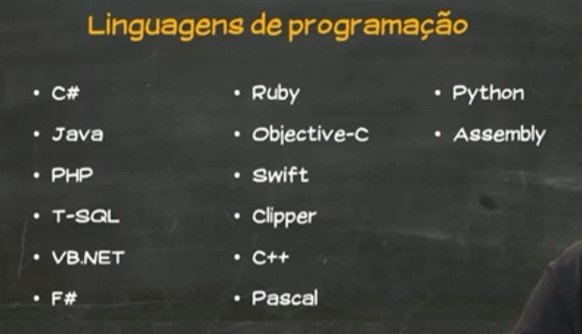 Linguagens de programação
• C#
• Java
• PHP
• T-SQL
• VB.NET
• F#
• Ruby
• Objective-C
• Swift
• Clipper
• C++
• Pascal
• Python
• Assembly